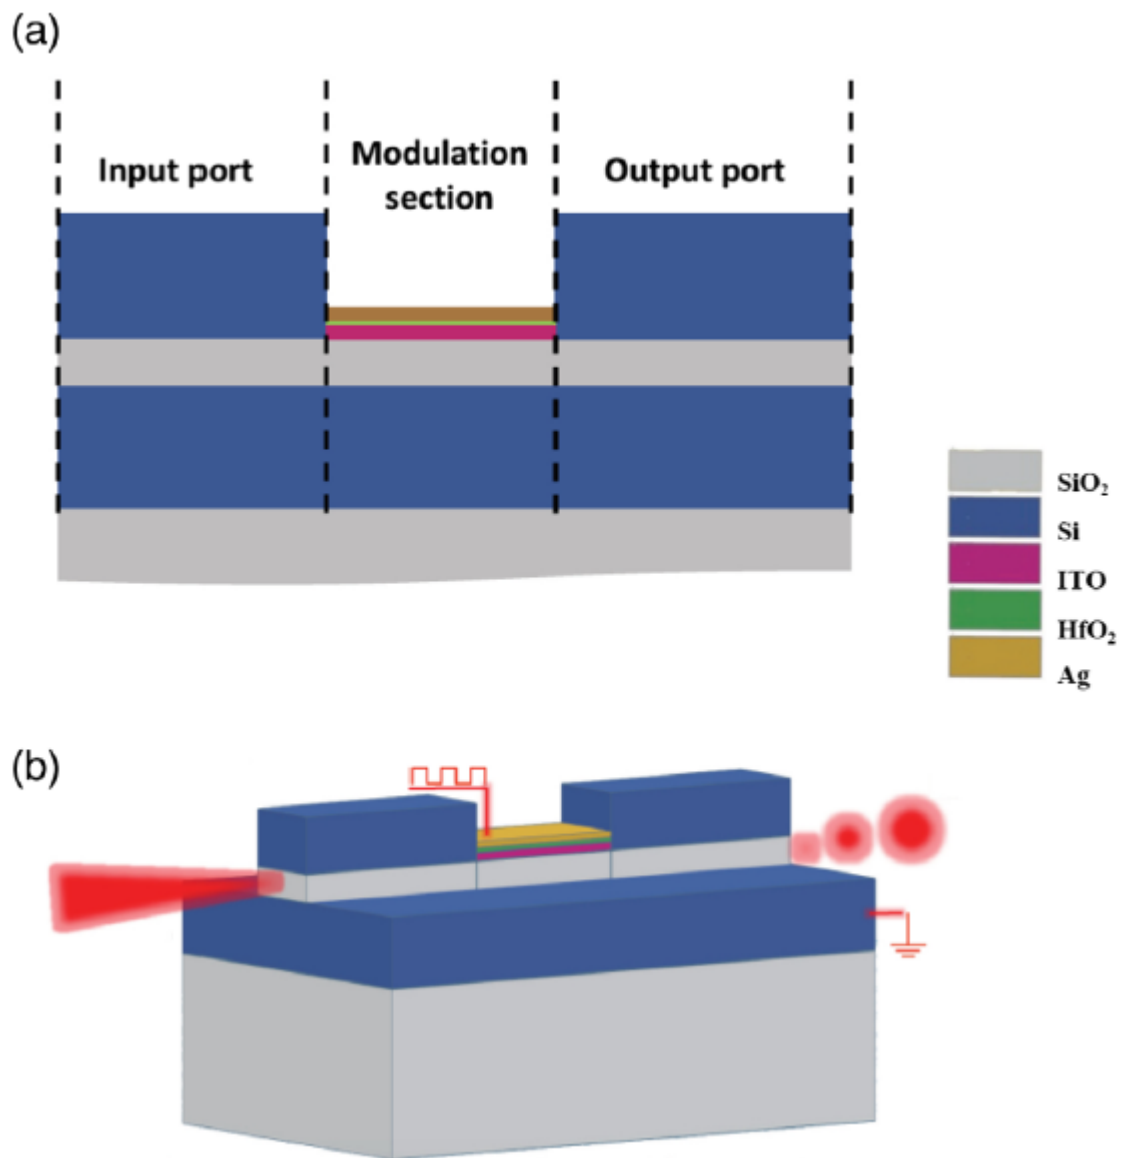 (a)
Input port
Modulation
section
Output port
SiO₂
Si
ITO
HfO₂
Ag
(b)